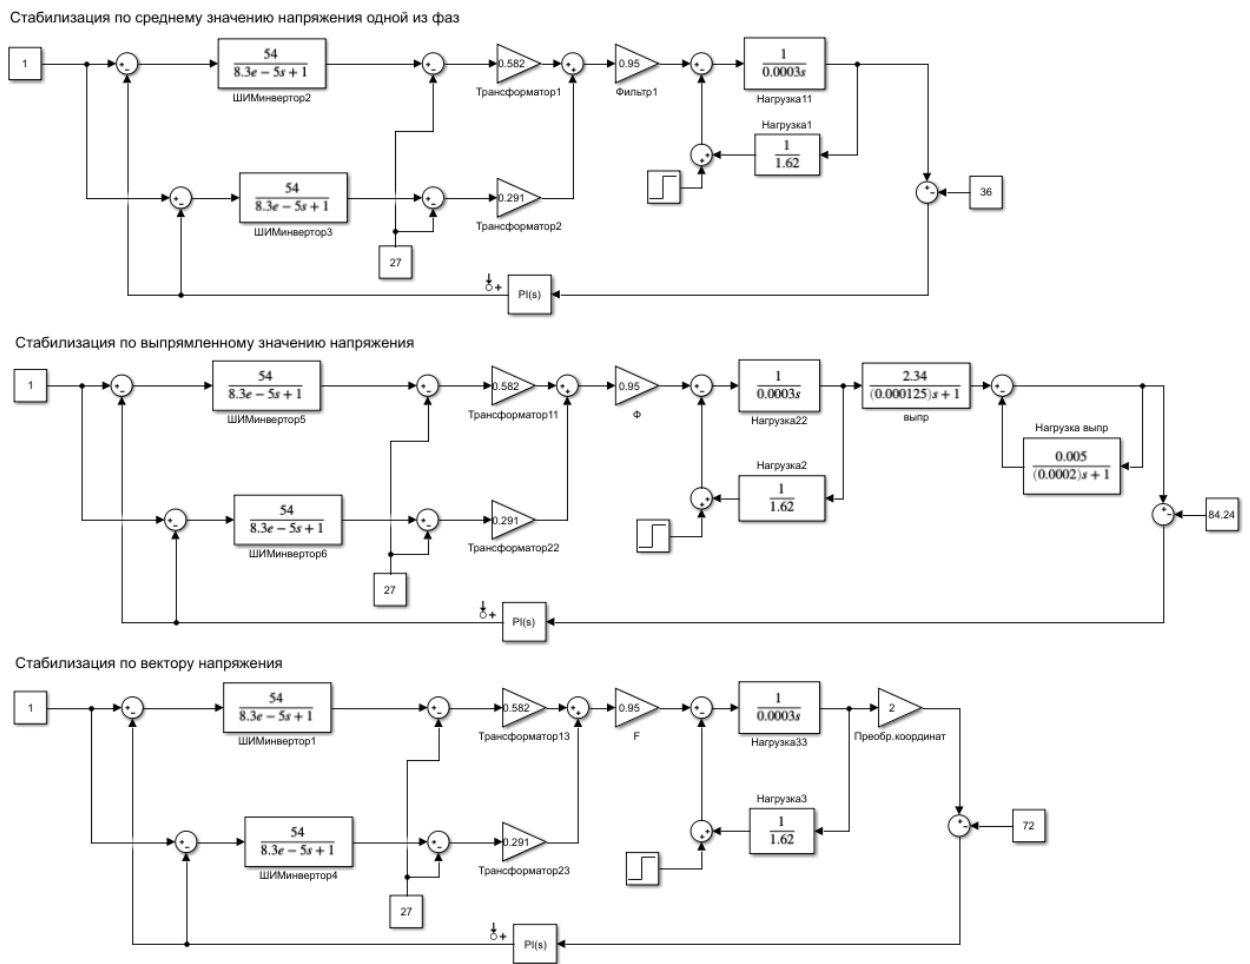 Стабилизация по среднему значению напряжения одной из фаз
1
54
8.3e − 5s + 1
ШИМинвертор2
0.582
Трансформатор1
0.95
Фильтр1
1
0.0003s
Нагрузка11
Нагрузка1
1
1.62
54
8.3e − 5s + 1
ШИМинвертор3
0.291
Трансформатор2
36
27
PI(s)
Стабилизация по выпрямленному значению напряжения
1
54
8.3e − 5s + 1
ШИМинвертор5
0.582
Трансформатор11
0.95
Ф
1
0.0003s
Нагрузка22
2.34
(0.000125)s + 1
выпр
Нагрузка выпр
0.005
(0.0002)s + 1
Нагрузка2
1
1.62
54
8.3e − 5s + 1
ШИМинвертор6
0.291
Трансформатор22
84.24
27
PI(s)
Стабилизация по вектору напряжения
1
54
8.3e − 5s + 1
ШИМинвертор1
0.582
Трансформатор13
0.95
F
1
0.0003s
Нагрузка33
2
Преобр.координат
Нагрузка3
1
1.62
54
8.3e − 5s + 1
ШИМинвертор4
0.291
Трансформатор23
72
27
PI(s)